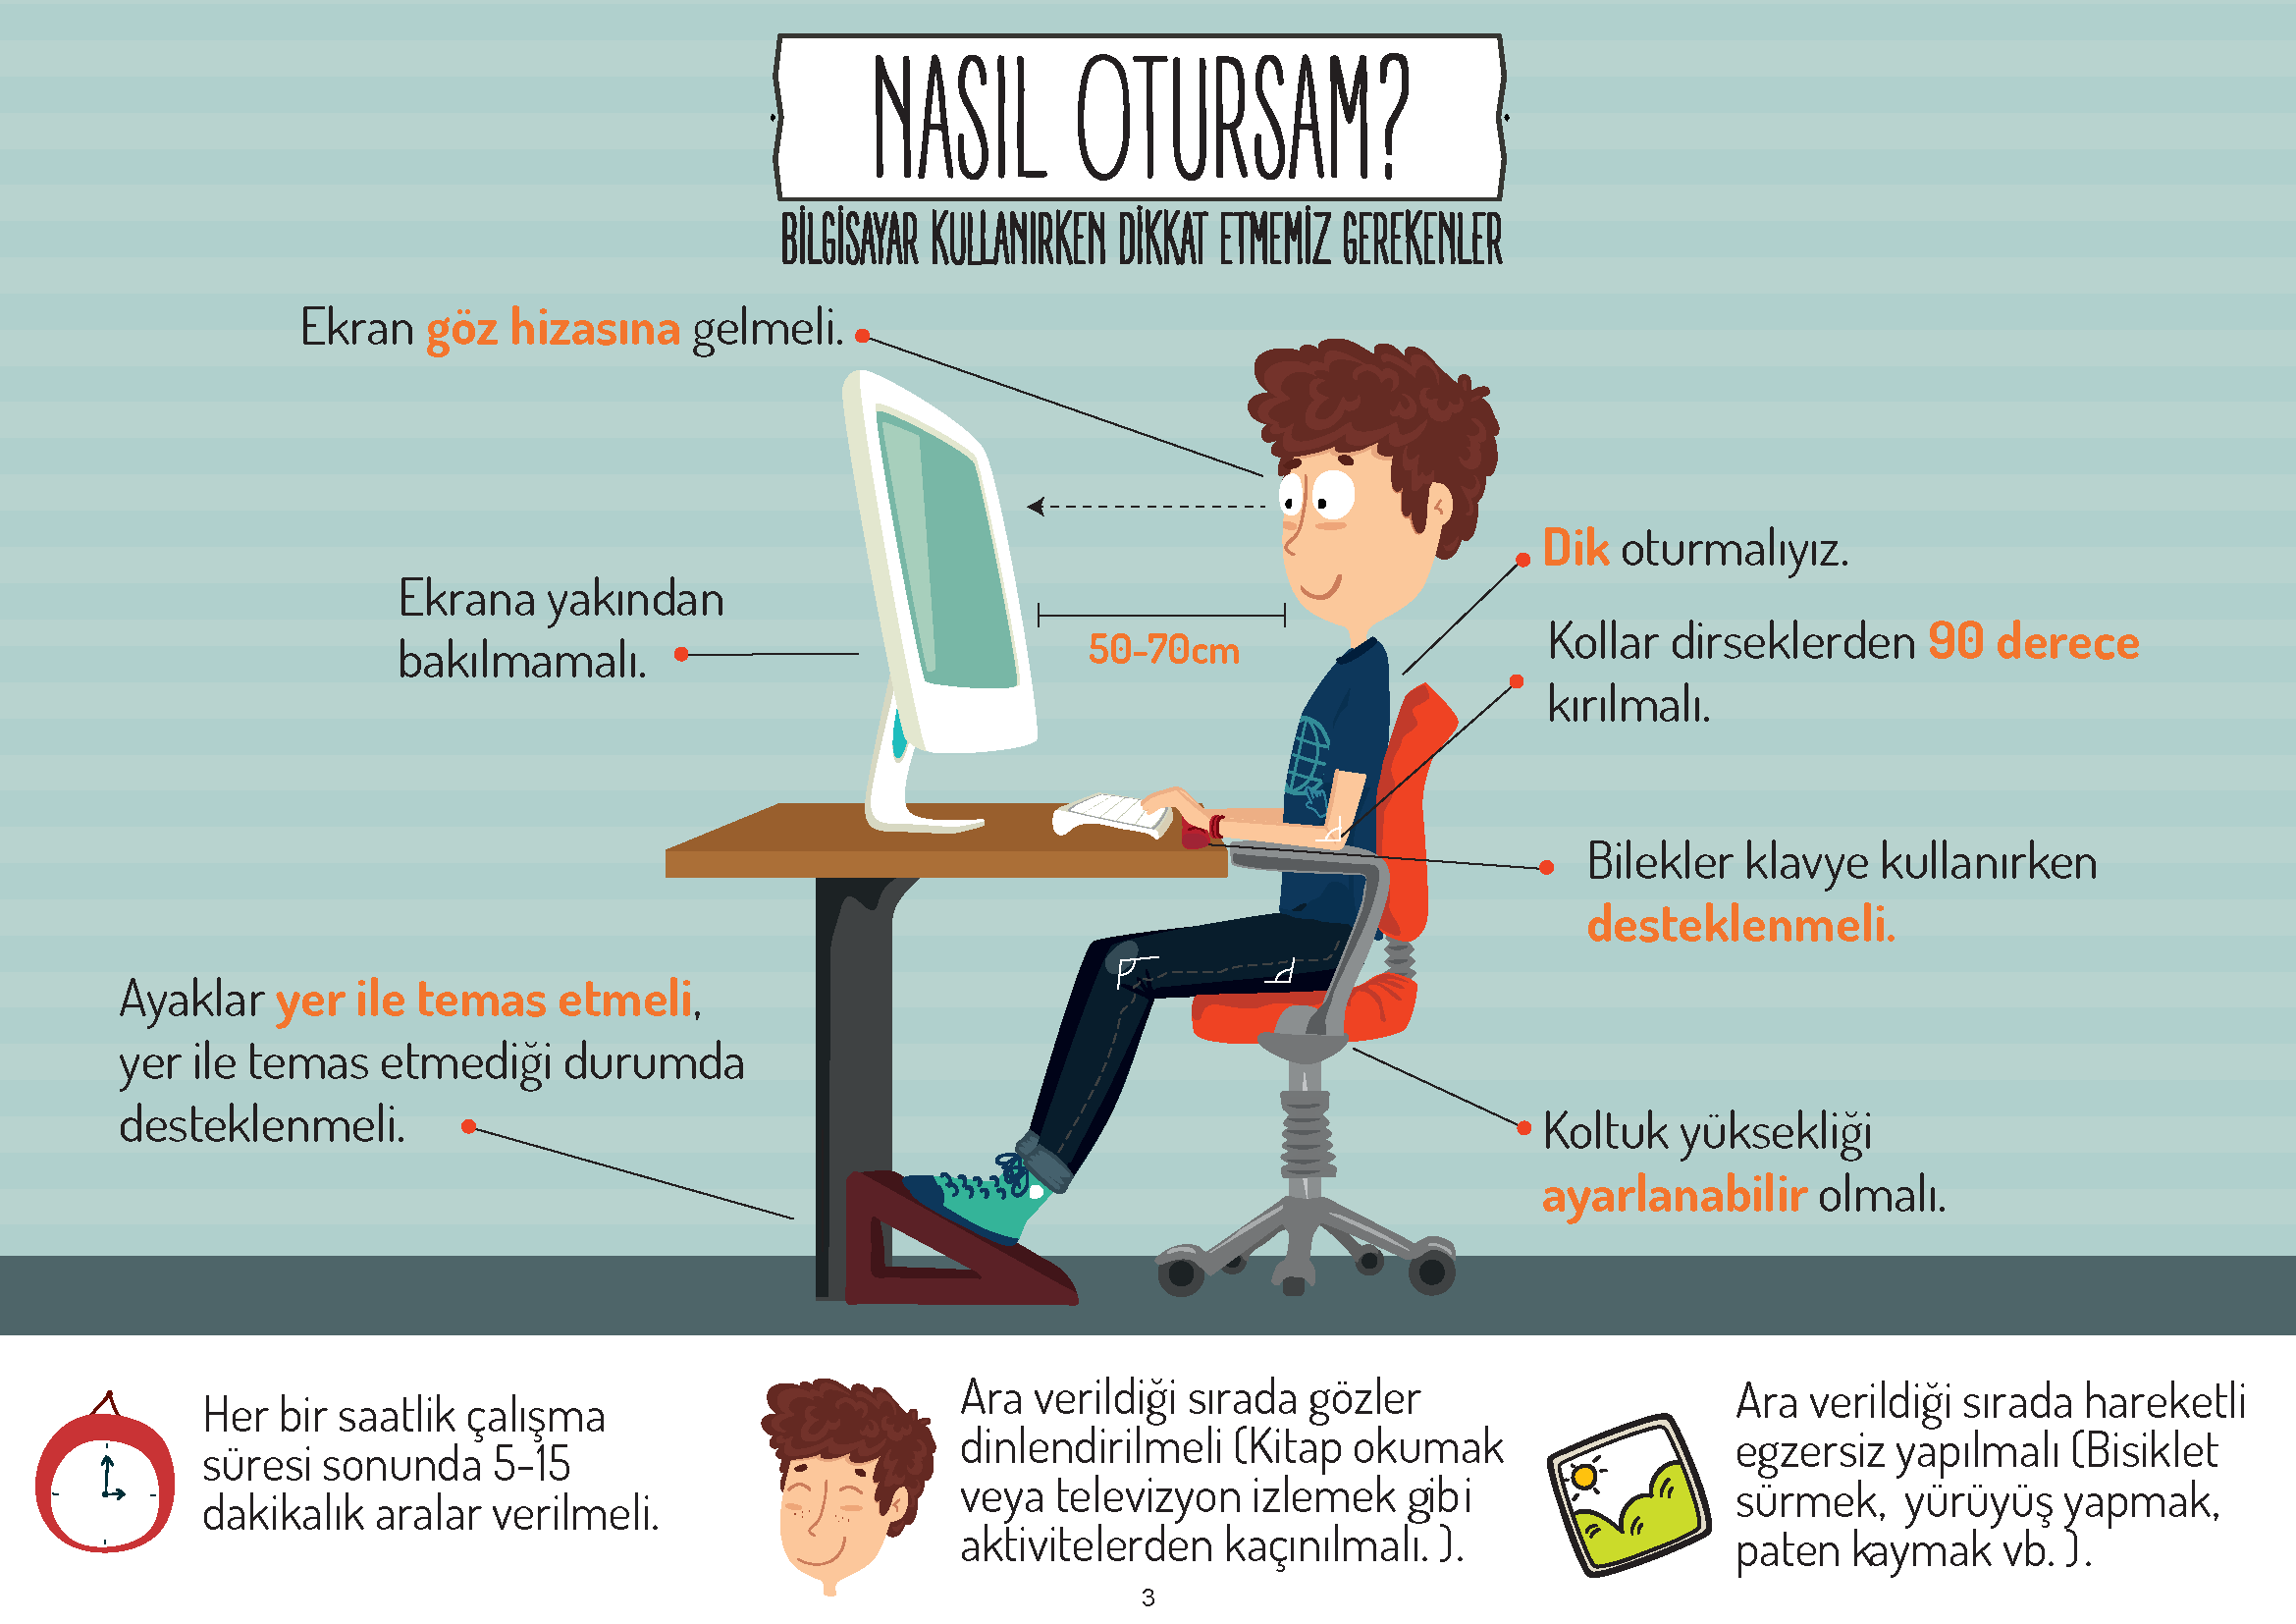 NASIL OTURSAM?
BİLGİSAYAR KULLANIRKEN DİKKAT ETMEMİZ GEREKENLER
Ekran göz hizasına gelmeli.
Ekrana yakından
bakılmamalı.
50-70cm
Dik oturmalıyız.
Kollar dirseklerden 90 derece
kırılmalı.
Bilekler klavye kullanırken
desteklenmeli.
Ayaklar yer ile temas etmeli,
yer ile temas etmediği durumda
desteklenmeli.
Koltuk yüksekliği
ayarlanabilir olmalı.
Her bir saatlik çalışma
süresi sonunda 5-15
dakikalık aralar verilmeli.
Ara verildiği sırada gözler
dinlendirilmeli (Kitap okumak
veya televizyon izlemek gibi
aktivitelerden kaçınılmalı. ).
Ara verildiği sırada hareketli
egzersiz yapılmalı (Bisiklet
sürmek, yürüyüş yapmak,
paten kaymak vb. ).
3